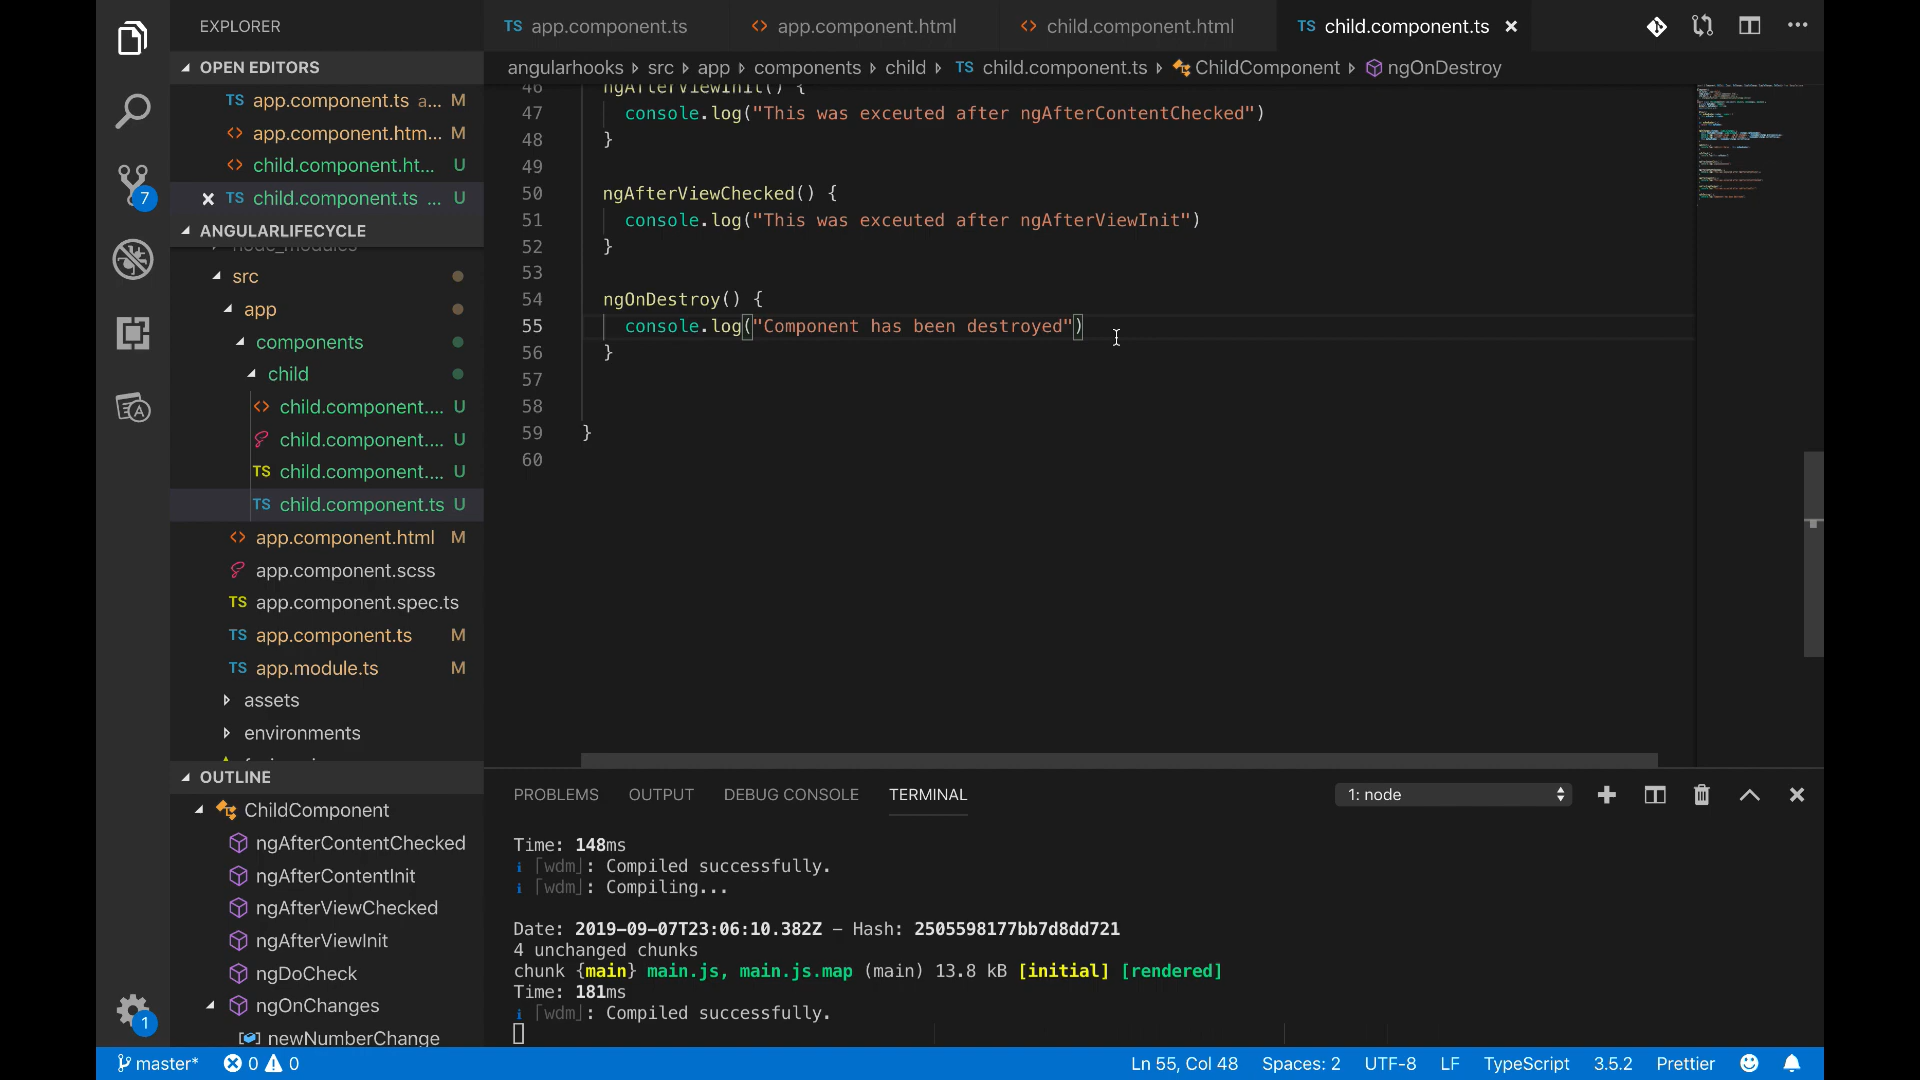 EXPLORER
TS app.component.ts
<> app.component.html
<> child.component.html
TS child.component.ts
OPEN EDITORS
TS app.component.ts a... M
<> app.component.htm... M
<> child.component.ht... U
TS child.component.ts ... U
ANGULARLIFECYCLE
node_modules
src
app
components
child
<> child.component.... U
child.component.... U
TS child.component.... U
TS child.component.ts U
<> app.component.html M
app.component.scss
TS app.component.spec.ts
TS app.component.ts M
TS app.module.ts M
assets
environments
OUTLINE
ChildComponent
ngAfterContentChecked
ngAfterContentInit
ngAfterViewChecked
ngAfterViewInit
ngDoCheck
ngOnChanges
newNumberChange
7
1
angularhooks › src › app › components › child › TS child.component.ts › ChildComponent › ngOnDestroy
46 ngAfterViewInit() {
47 console.log("This was exceuted after ngAfterContentChecked")
48 }
49
50 ngAfterViewChecked() {
51 console.log("This was exceuted after ngAfterViewInit")
52 }
53
54 ngOnDestroy() {
55 console.log("Component has been destroyed")
56 }
57
58
59 }
60
PROBLEMS OUTPUT DEBUG CONSOLE TERMINAL 1: node
Time: 148ms
i ｢wdm｣: Compiled successfully.
i ｢wdm｣: Compiling...
Date: 2019-09-07T23:06:10.382Z - Hash: 2505598177bb7d8dd721
4 unchanged chunks
chunk {main} main.js, main.js.map (main) 13.8 kB [initial] [rendered]
Time: 181ms
i ｢wdm｣: Compiled successfully.
master* 0 0 Ln 55, Col 48 Spaces: 2 UTF-8 LF TypeScript 3.5.2 Prettier